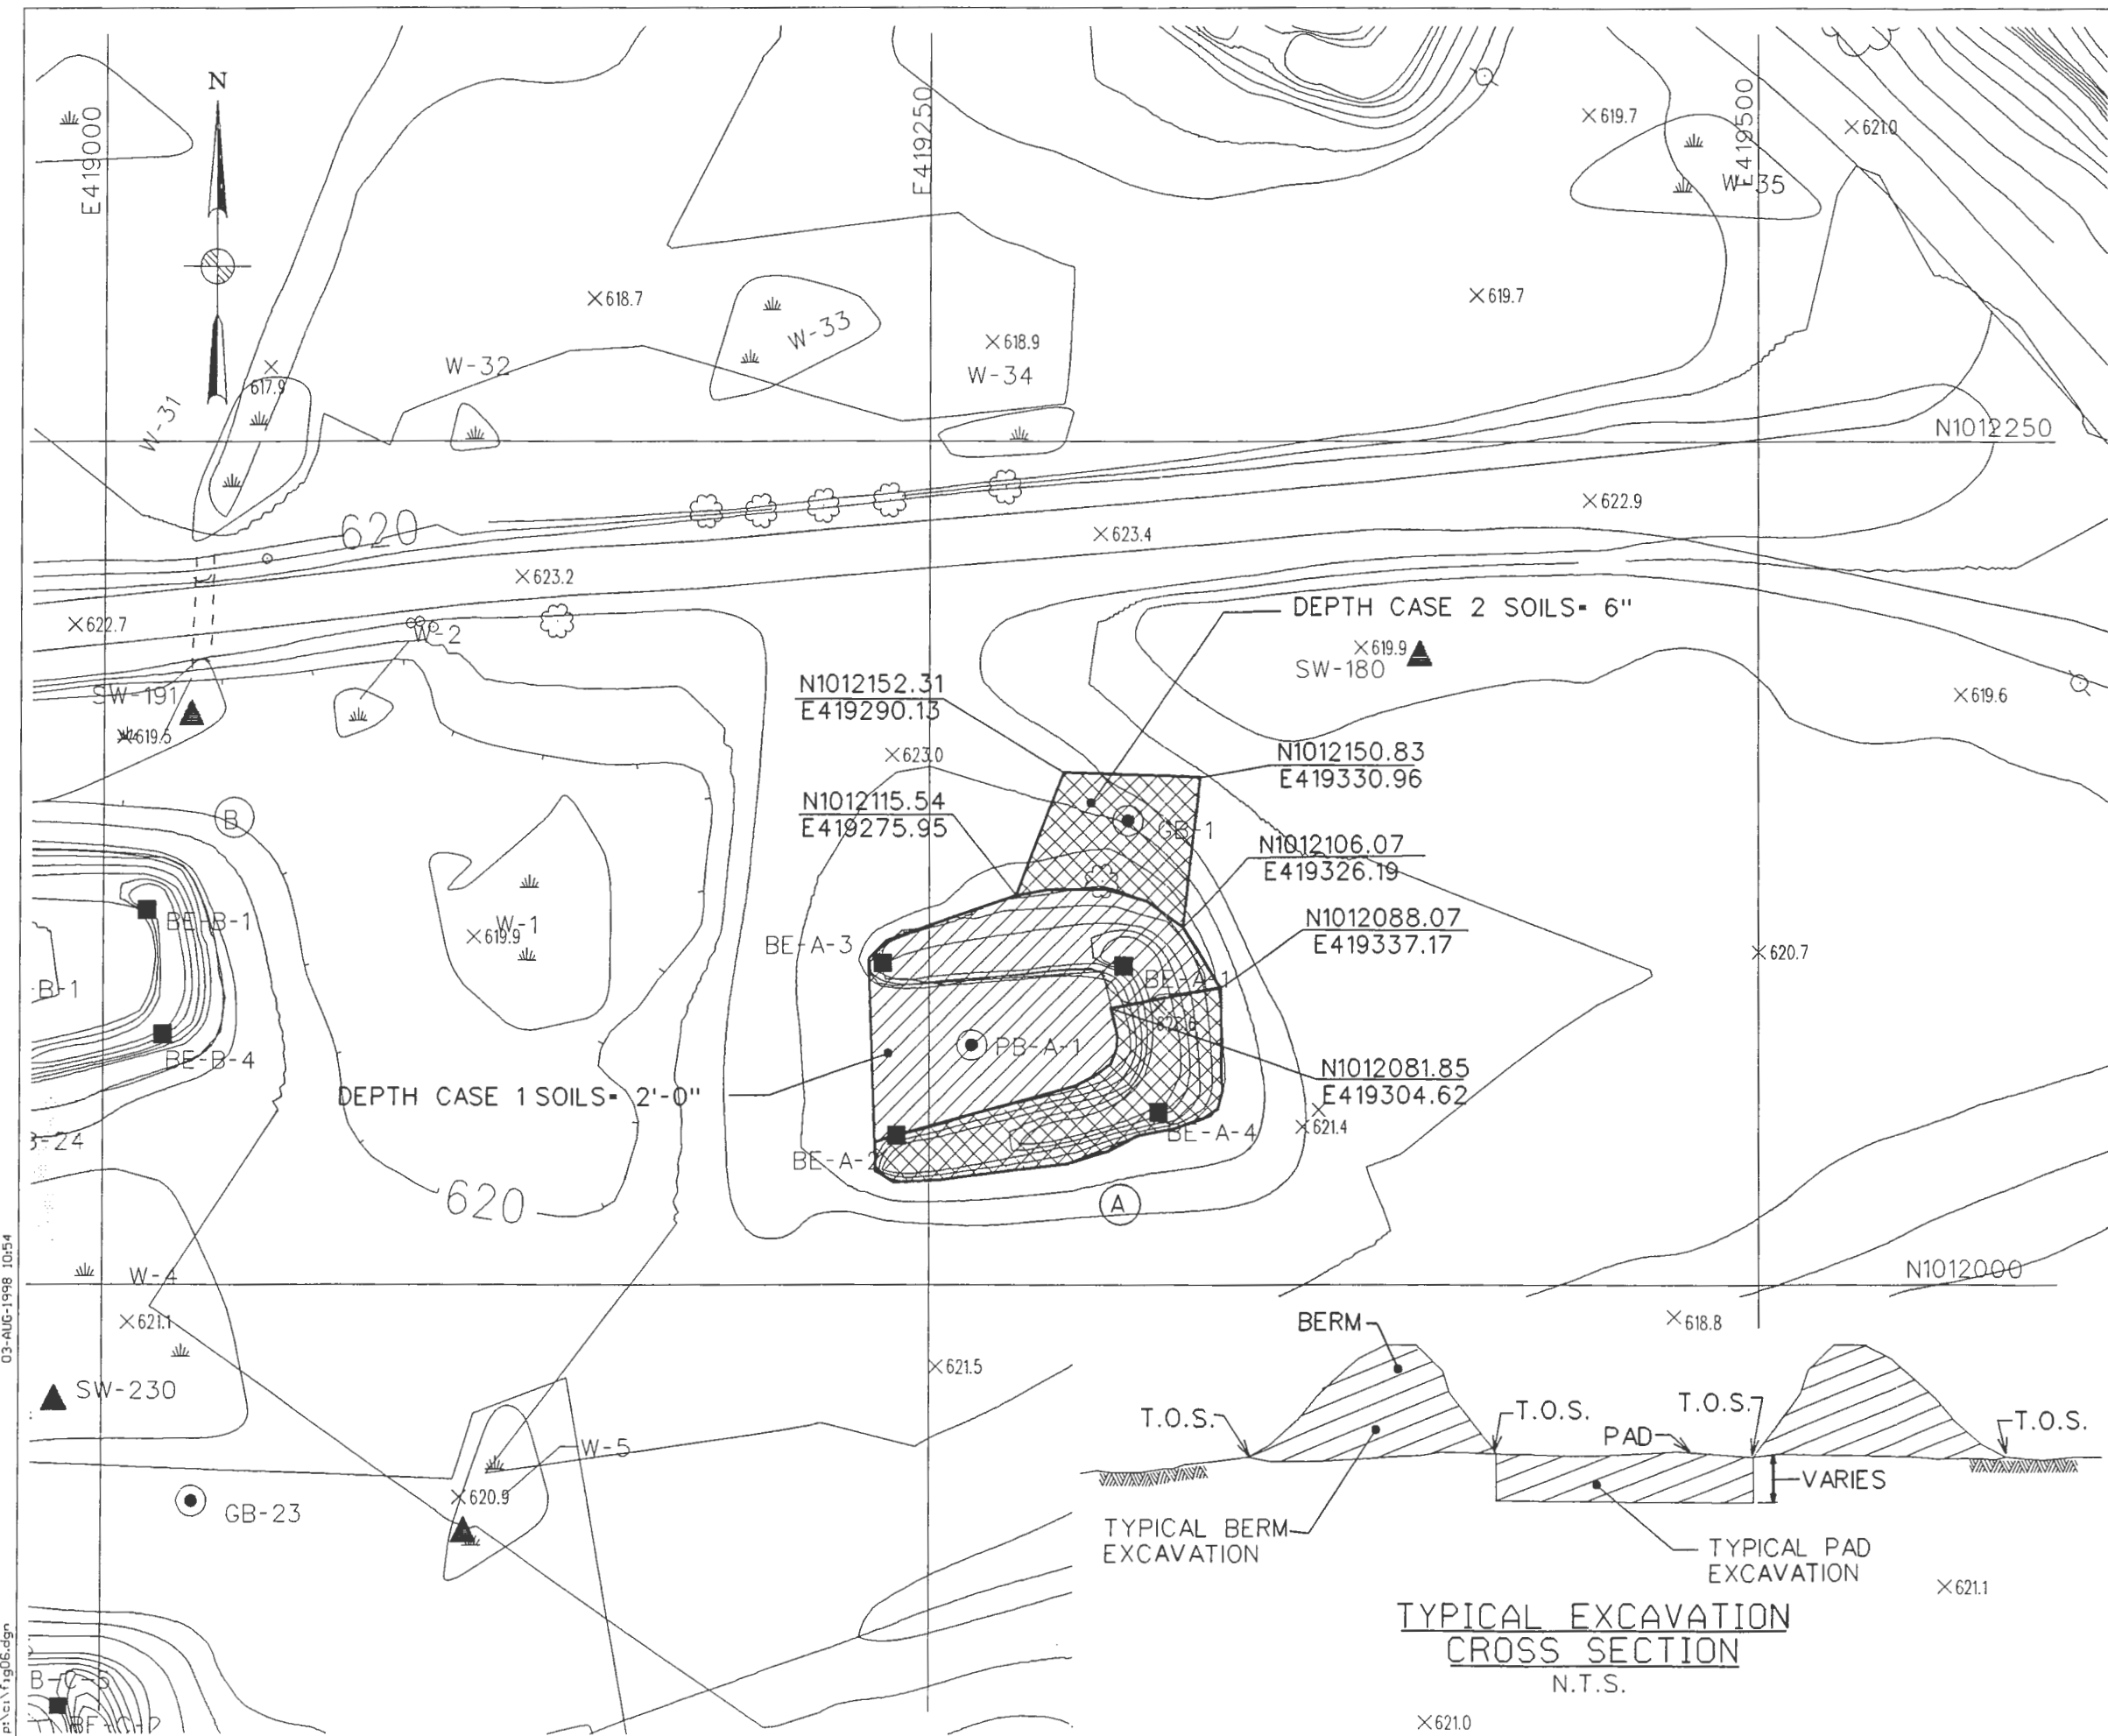 N
E419000
E419250
E419500
×619.7
×621.0
W-35
×618.7
×619.7
W-33
×618.9
W-32
W-34
617.9
W-31
N1012250
620
×622.9
×623.4
×623.2
DEPTH CASE 2 SOILS= 6"
×622.7
W-2
×619.9
SW-180
SW-191
×619.5
×619.6
N1012152.31
E419290.13
×623.0
N1012150.83
E419330.96
N1012115.54
E419275.95
B
GB-1
N1012106.07
E419326.19
BE-B-1
W-1
×619.9
N1012088.07
E419337.17
BE-A-3
×620.7
BE-A-1
-B-1
PB-A-1
BE-B-4
N1012081.85
E419304.62
DEPTH CASE 1 SOILS= 2'-0"
×621.4
BE-A-4
BE-A-2
A
620
W-4
N1012000
×621.1
×618.8
BERM
×621.5
SW-230
T.O.S.
T.O.S.
T.O.S.
T.O.S.
PAD
W-5
VARIES
×620.9
GB-23
TYPICAL BERM
EXCAVATION
TYPICAL PAD
EXCAVATION
×621.1
TYPICAL EXCAVATION
CROSS SECTION
N.T.S.
×621.0
BE-C-2
03-AUG-1998 10:54